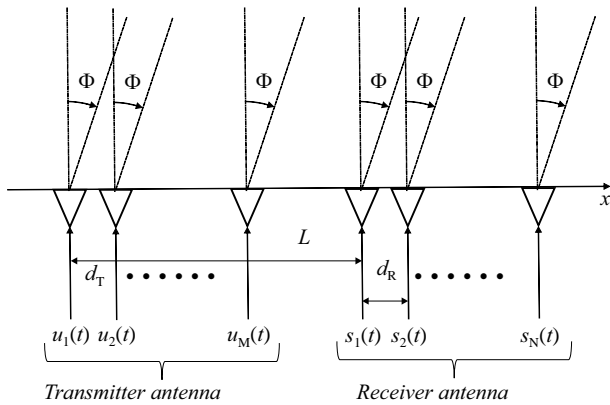 Φ Φ Φ Φ Φ Φ
x
L
d_T d_R
u_1(t) u_2(t) u_M(t) s_1(t) s_2(t) s_N(t)
Transmitter antenna Receiver antenna